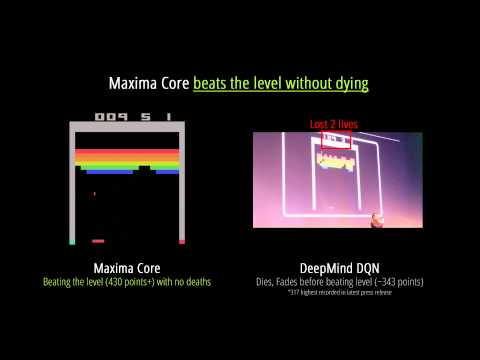 Maxima Core beats the level without dying
009 5 1
Lost 2 lives
Maxima Core
Beating the level (430 points+) with no deaths
DeepMind DQN
Dies, Fades before beating level (~343 points)
*317 highest recorded in latest press release